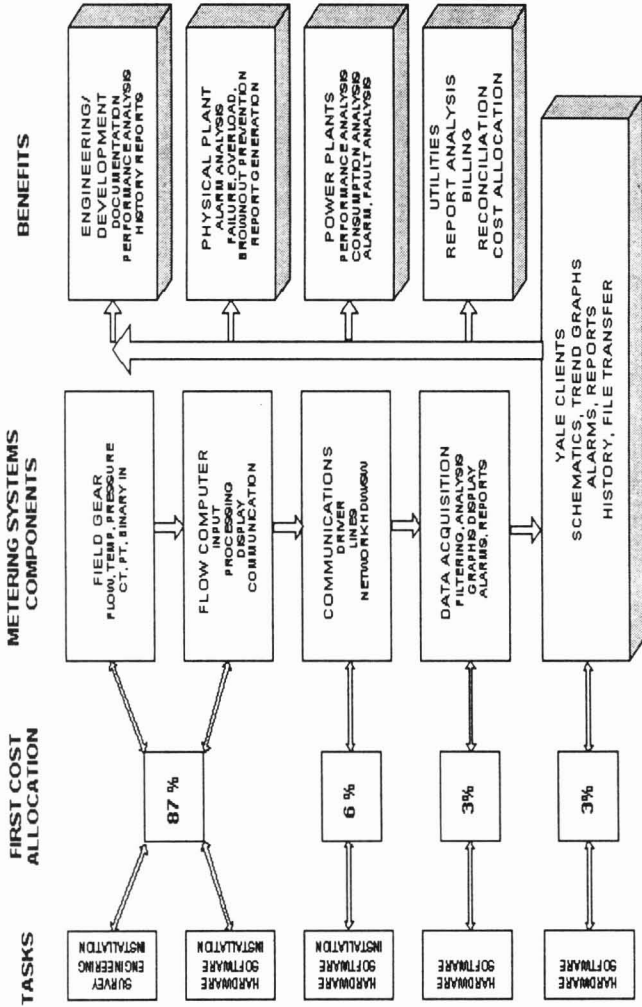 TASKS
FIRST COST
ALLOCATION
METERING SYSTEMS
COMPONENTS
BENEFITS
SURVEY
ENGINEERING
INSTALLATION
HARDWARE
SOFTWARE
INSTALLATION
HARDWARE
SOFTWARE
INSTALLATION
HARDWARE
SOFTWARE
HARDWARE
SOFTWARE
87 %
6 %
3%
3%
FIELD GEAR
FLOW, TEMP, PRESSURE
CT, PT, BINARY IN
FLOW COMPUTER
INPUT
PROCESSING
DISPLAY
COMMUNICATION
COMMUNICATIONS
DRIVER
LINES
NETWORK
DATA ACQUISITION
FILTERING, ANALYSIS
GRAPHIS DISPLAY
ALARMS, REPORTS
YALE CLIENTS
SCHEMATICS, TREND GRAPHS
ALARMS, REPORTS
HISTORY, FILE TRANSFER
ENGINEERING/
DEVELOPMENT
DOCUMENTATION
PERFORMANCE ANALYSIS
HISTORY REPORTS
PHYSICAL PLANT
ALARM ANALYSIS
FAILURE, OVERLOAD,
BROWNOUT PREVENTION
REPORT GENERATION
POWER PLANTS
PERFORMANCE ANALYSIS
CONSUMPTION ANALYSIS
ALARM, FAULT ANALYSIS
UTILITIES
REPORT ANALYSIS
BILLING
RECONCILIATION
COST ALLOCATION